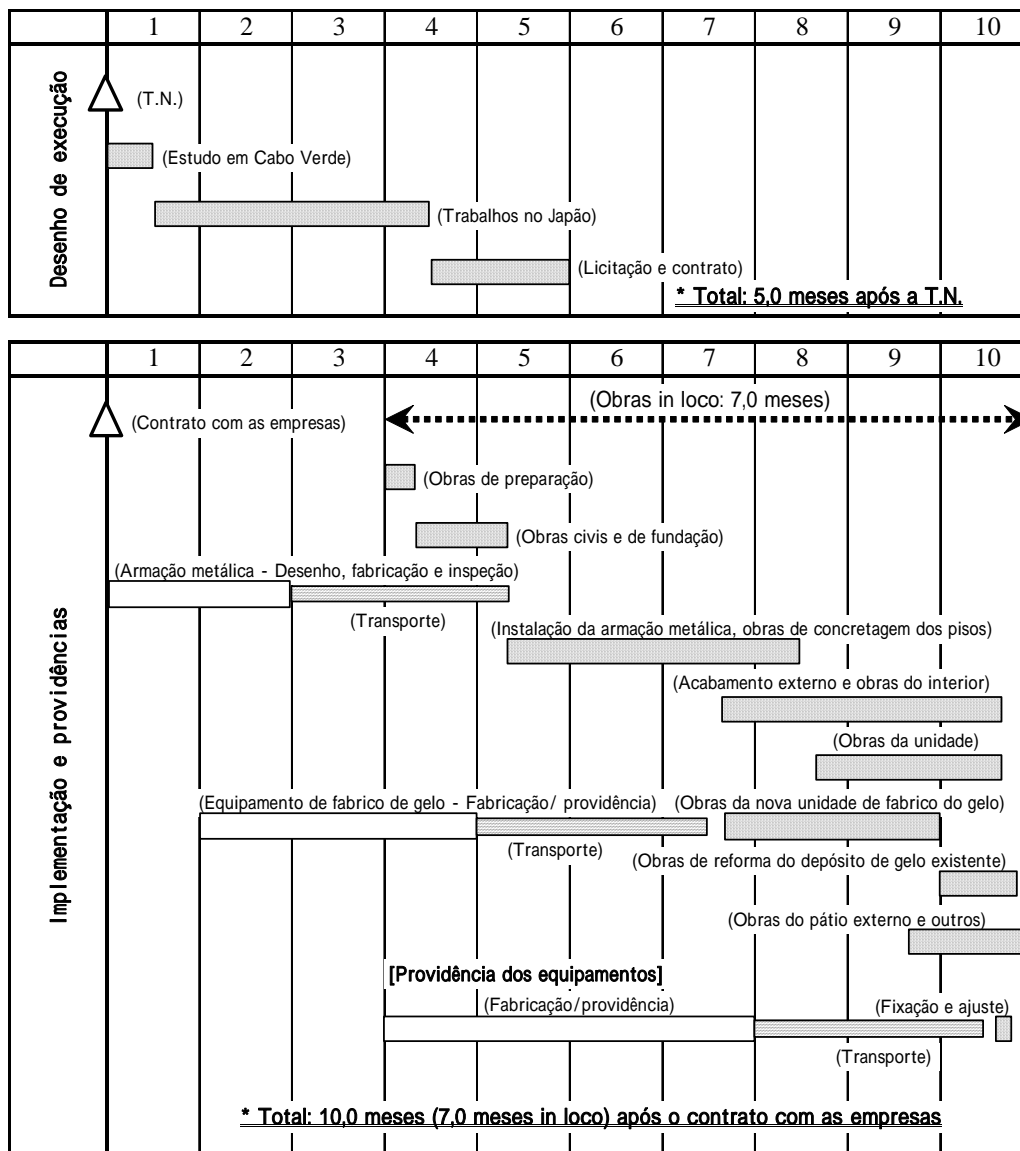 1 2 3 4 5 6 7 8 9 10
Desenho de execução
(T.N.)
(Estudo em Cabo Verde)
(Trabalhos no Japão)
(Licitação e contrato)
* Total: 5,0 meses após a T.N.
1 2 3 4 5 6 7 8 9 10
Implementação e providências
(Obras in loco: 7,0 meses)
(Contrato com as empresas)
(Obras de preparação)
(Obras civis e de fundação)
(Armação metálica - Desenho, fabricação e inspeção)
(Transporte)
(Instalação da armação metálica, obras de concretagem dos pisos)
(Acabamento externo e obras do interior)
(Obras da unidade)
(Equipamento de fabrico de gelo - Fabricação/ providência) (Obras da nova unidade de fabrico do gelo)
(Transporte)
(Obras de reforma do depósito de gelo existente)
(Obras do pátio externo e outros)
[Providência dos equipamentos]
(Fabricação/providência) (Fixação e ajuste)
(Transporte)
* Total: 10,0 meses (7,0 meses in loco) após o contrato com as empresas